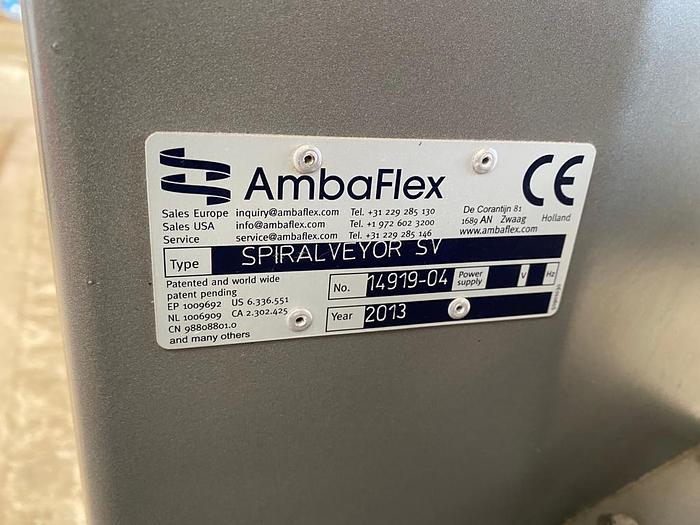 AmbaFlex
CE
Sales Europe inquiry@ambaflex.com Tel. +31 229 285 130
Sales USA info@ambaflex.com Tel. +1 972 602 3200
Service service@ambaflex.com Tel. +31 229 285 146
De Corantijn 81
1689 AN Zwaag Holland
www.ambaflex.com
Type SPIRALVEYOR SV
Patented and world wide
patent pending
EP 1009692 US 6.336.551
NL 1006909 CA 2.302.425
CN 98808801.0
and many others
No. 14919-04 Power supply V Hz
Year 2013